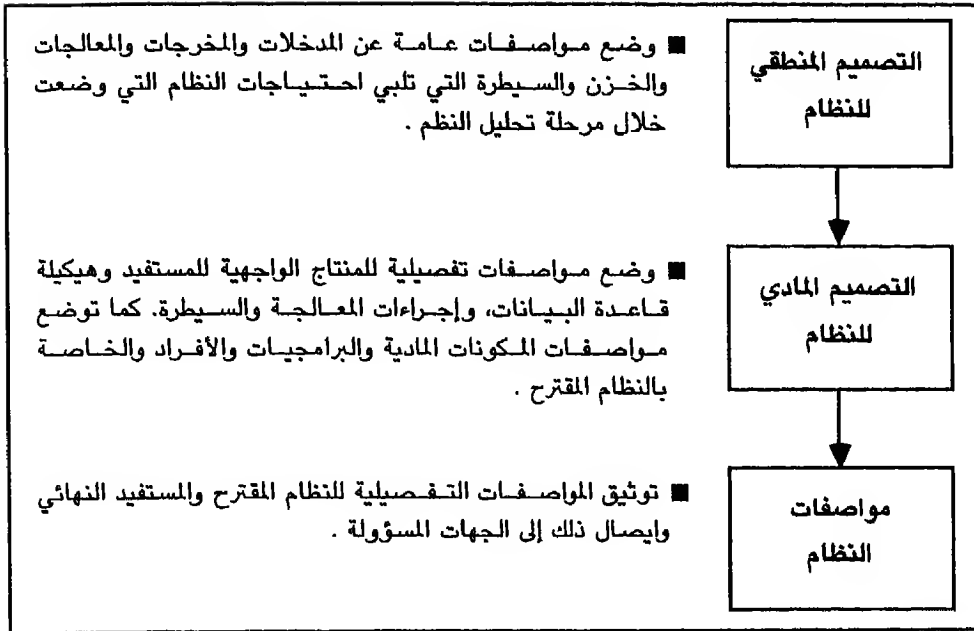 التصميم المنطقي
للنظام
■ وضع مواصفات عامة عن المدخلات والمخرجات والمعالجات
والخزن والسيطرة التي تلبي احتياجات النظام التي وضعت
خلال مرحلة تحليل النظم .
التصميم المادي
للنظام
■ وضع مواصفات تفصيلية للمنتاج الواجهية للمستفيد وهيكيلة
قاعدة البيانات، وإجراءات المعالجة والسيطرة. كما توضع
مواصفات المكونات المادية والبرامجيات والأفراد والخاصة
بالنظام المقترح .
مواصفات
النظام
■ توثيق المواصفات التفصيلية للنظام المقترح والمستفيد النهائي
وايصال ذلك إلى الجهات المسؤولة .